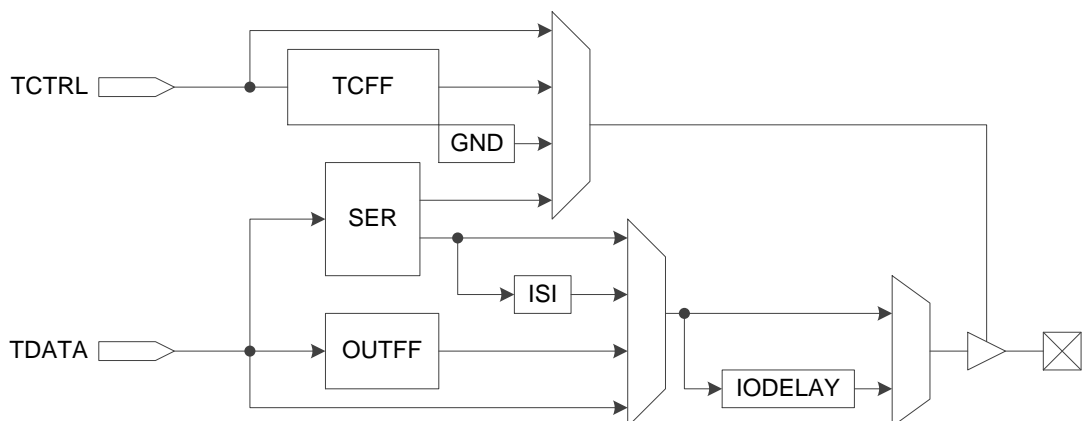 TCTRL
TCFF
GND
SER
ISI
TDATA
OUTFF
IODELAY